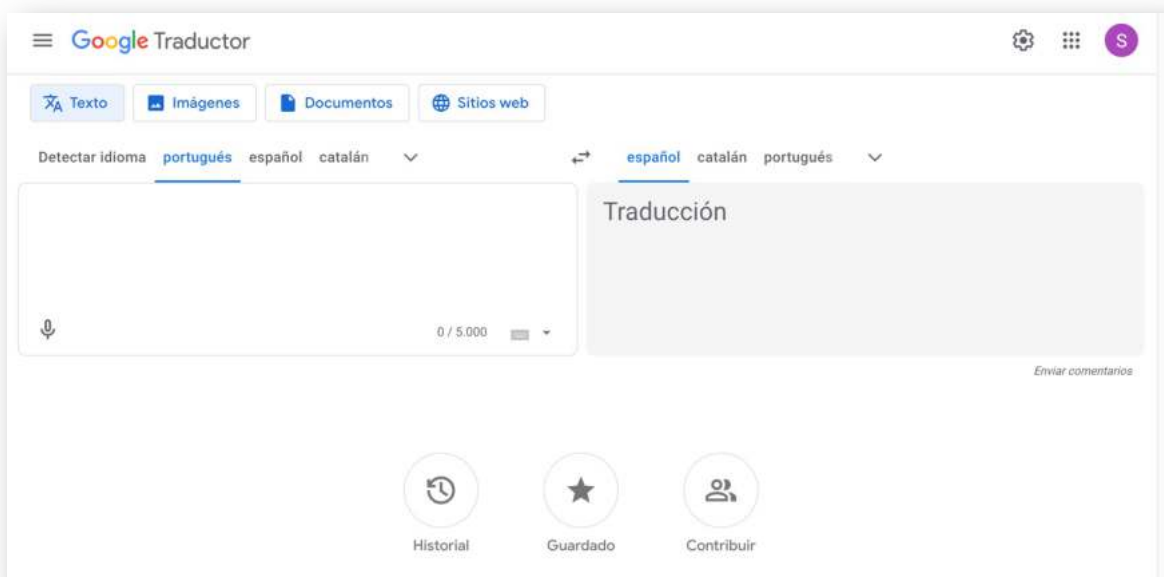 Google Traductor
S
Texto Imágenes Documentos Sitios web
Detectar idioma portugués español catalán español catalán portugués
Traducción
0 / 5.000
Enviar comentarios
Historial Guardado Contribuir